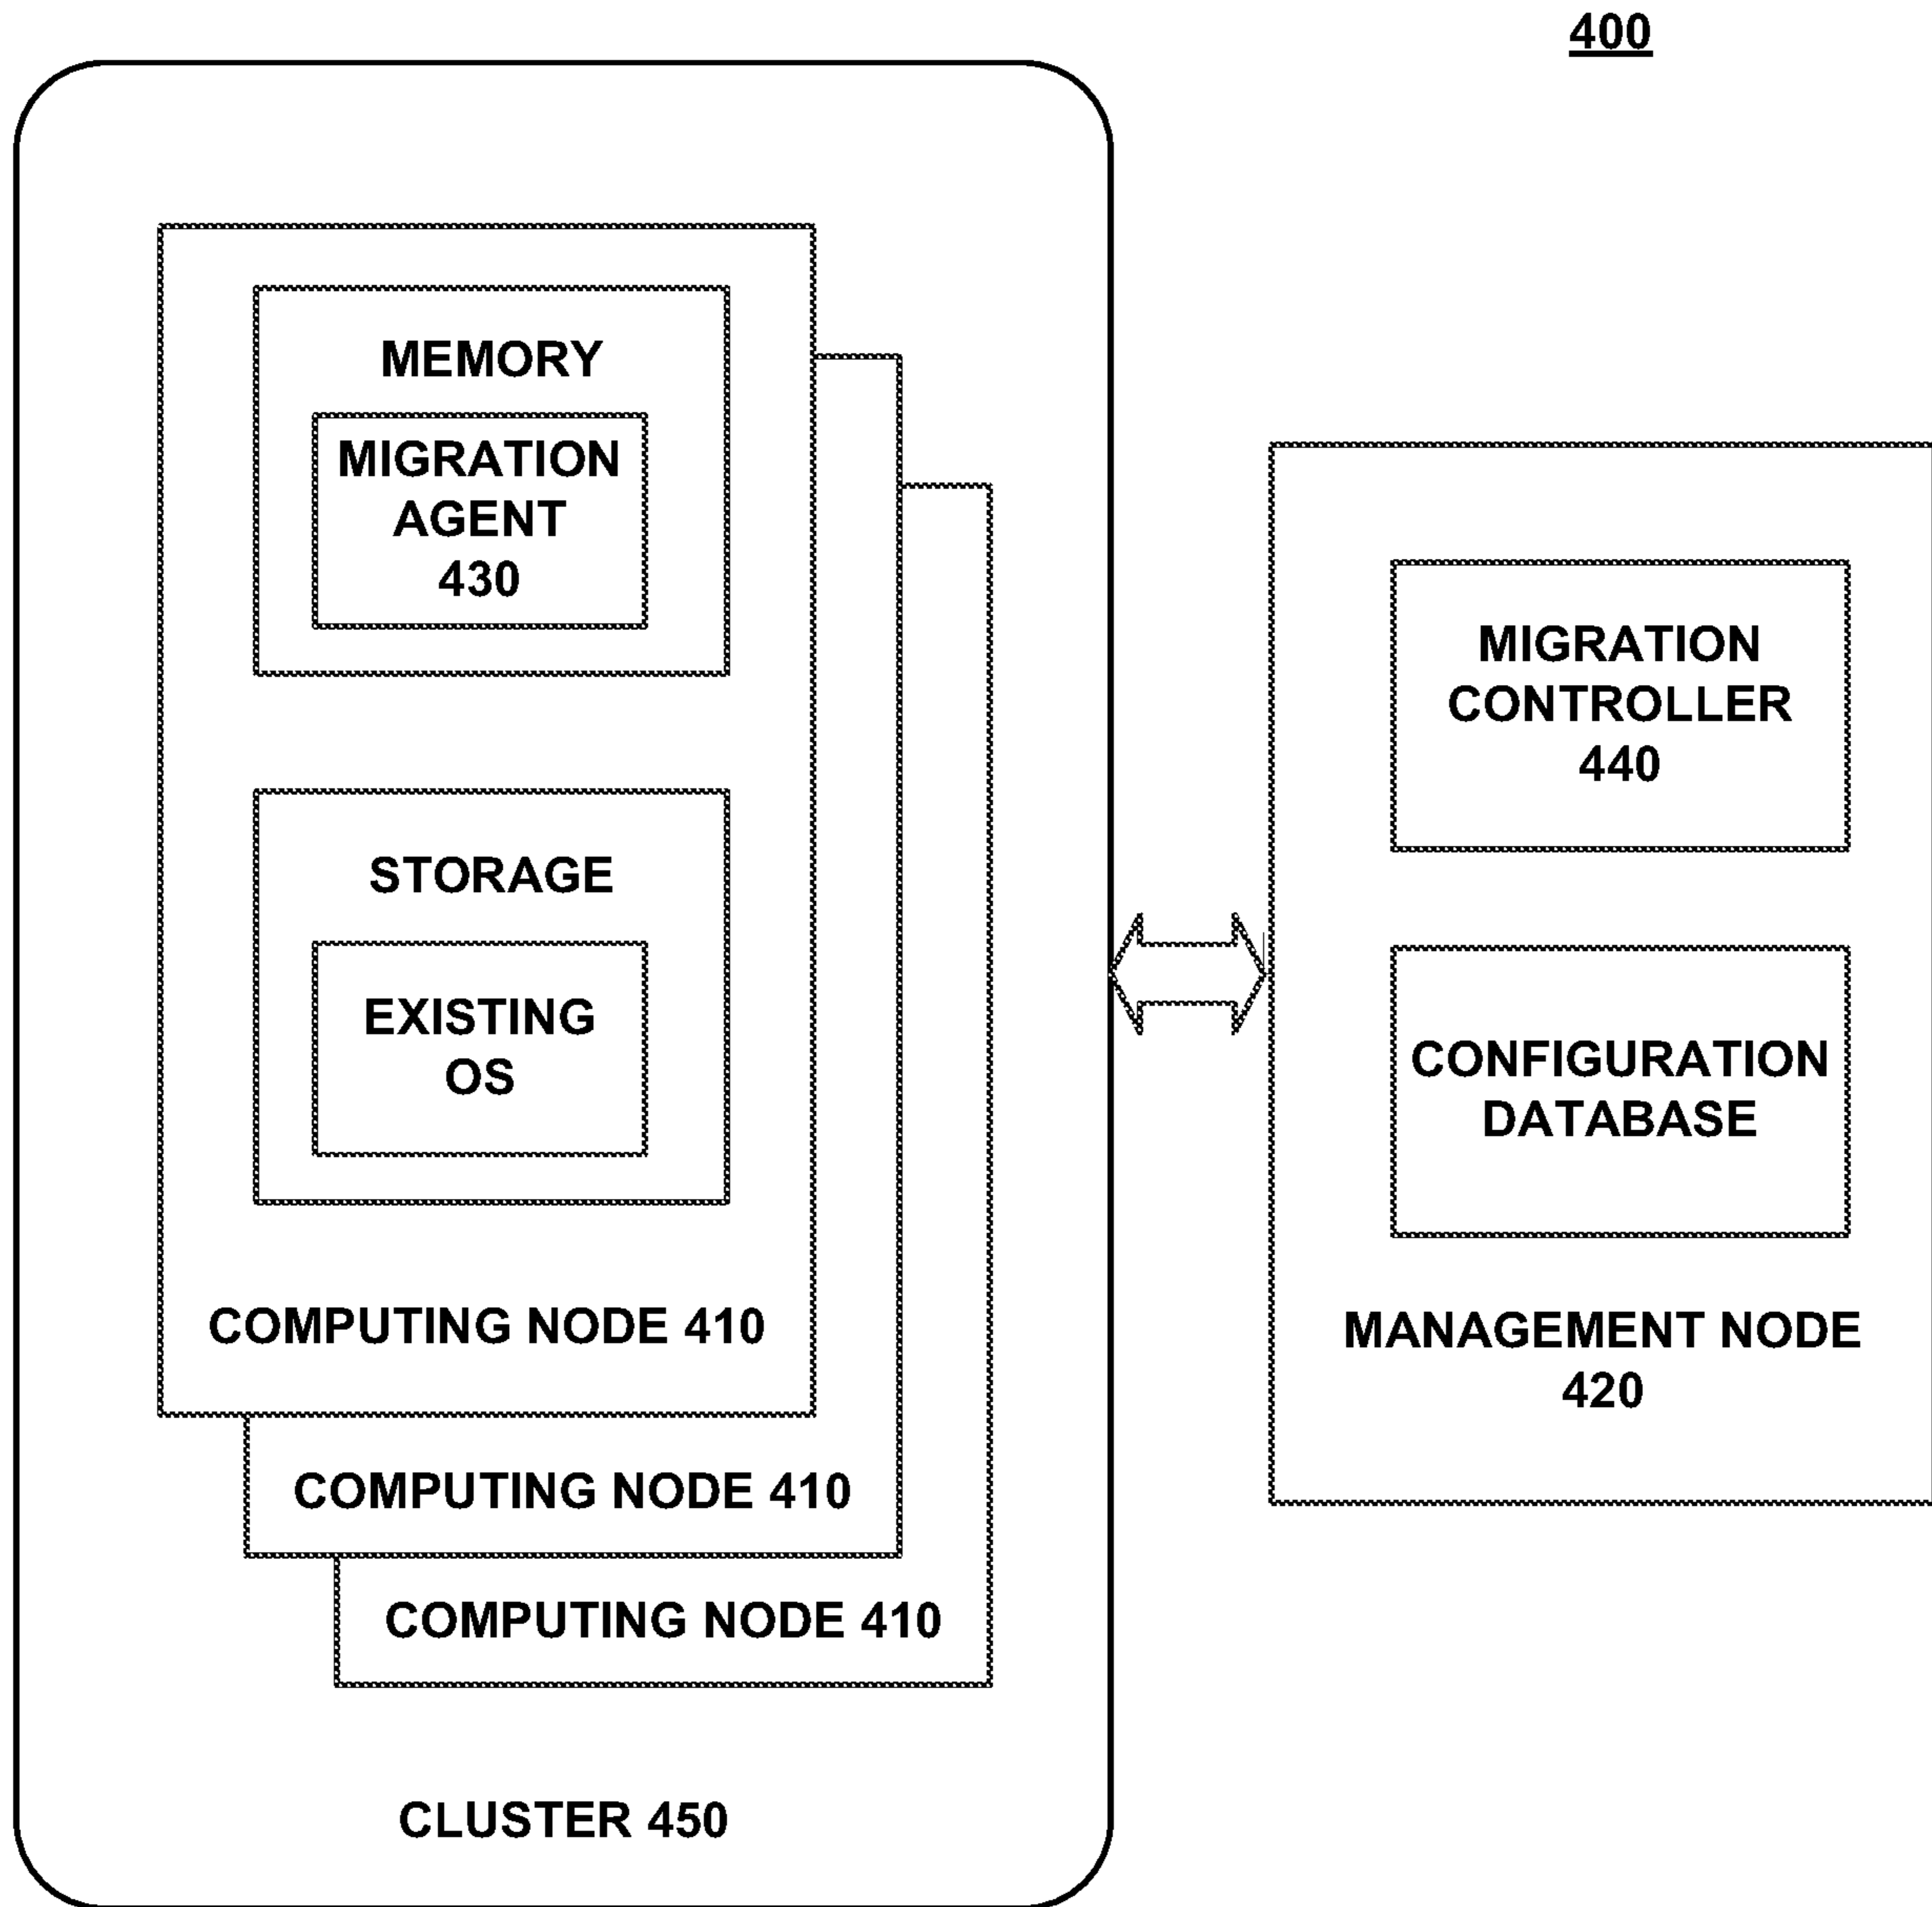 400
MEMORY
MIGRATION
AGENT
430
STORAGE
EXISTING
OS
COMPUTING NODE 410
COMPUTING NODE 410
COMPUTING NODE 410
CLUSTER 450
MIGRATION
CONTROLLER
440
CONFIGURATION
DATABASE
MANAGEMENT NODE
420